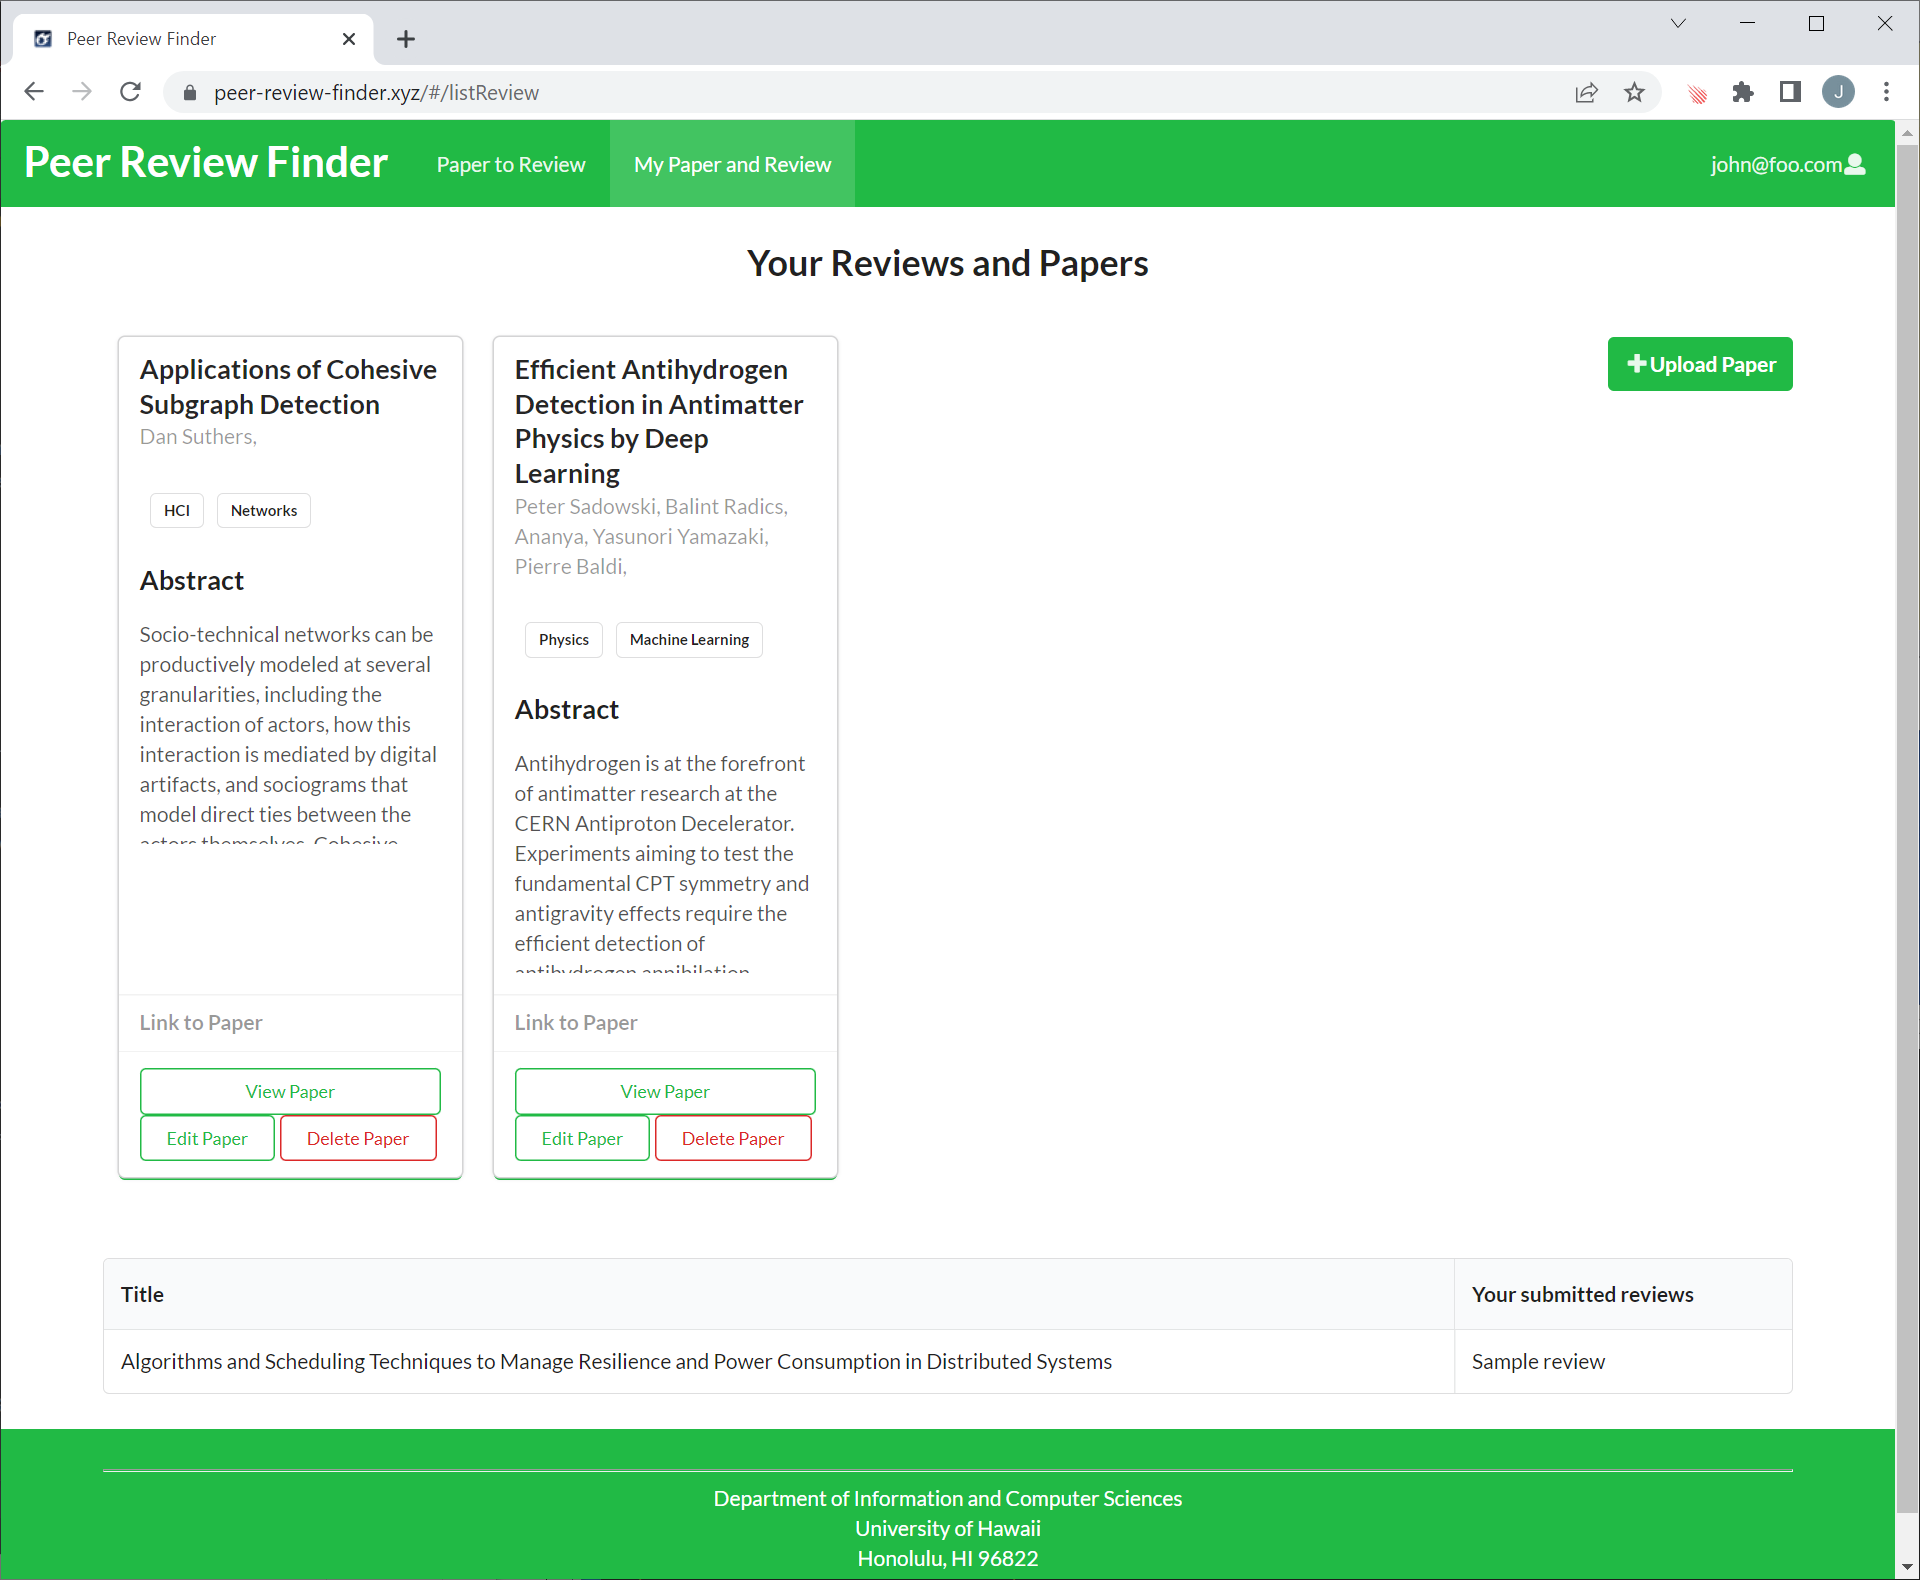 Peer Review Finder
peer-review-finder.xyz/#/listReview
J
Peer Review Finder
Paper to Review
My Paper and Review
john@foo.com
Your Reviews and Papers
Upload Paper
Applications of Cohesive
Subgraph Detection
Dan Suthers,
HCI
Networks
Abstract
Socio-technical networks can be
productively modeled at several
granularities, including the
interaction of actors, how this
interaction is mediated by digital
artifacts, and sociograms that
model direct ties between the
actors themselves. Cohesive
Link to Paper
View Paper
Edit Paper
Delete Paper
Efficient Antihydrogen
Detection in Antimatter
Physics by Deep
Learning
Peter Sadowski, Balint Radics,
Ananya, Yasunori Yamazaki,
Pierre Baldi,
Physics
Machine Learning
Abstract
Antihydrogen is at the forefront
of antimatter research at the
CERN Antiproton Decelerator.
Experiments aiming to test the
fundamental CPT symmetry and
antigravity effects require the
efficient detection of
antihydrogen annihilation
Link to Paper
View Paper
Edit Paper
Delete Paper
Title
Your submitted reviews
Algorithms and Scheduling Techniques to Manage Resilience and Power Consumption in Distributed Systems
Sample review
Department of Information and Computer Sciences
University of Hawaii
Honolulu, HI 96822